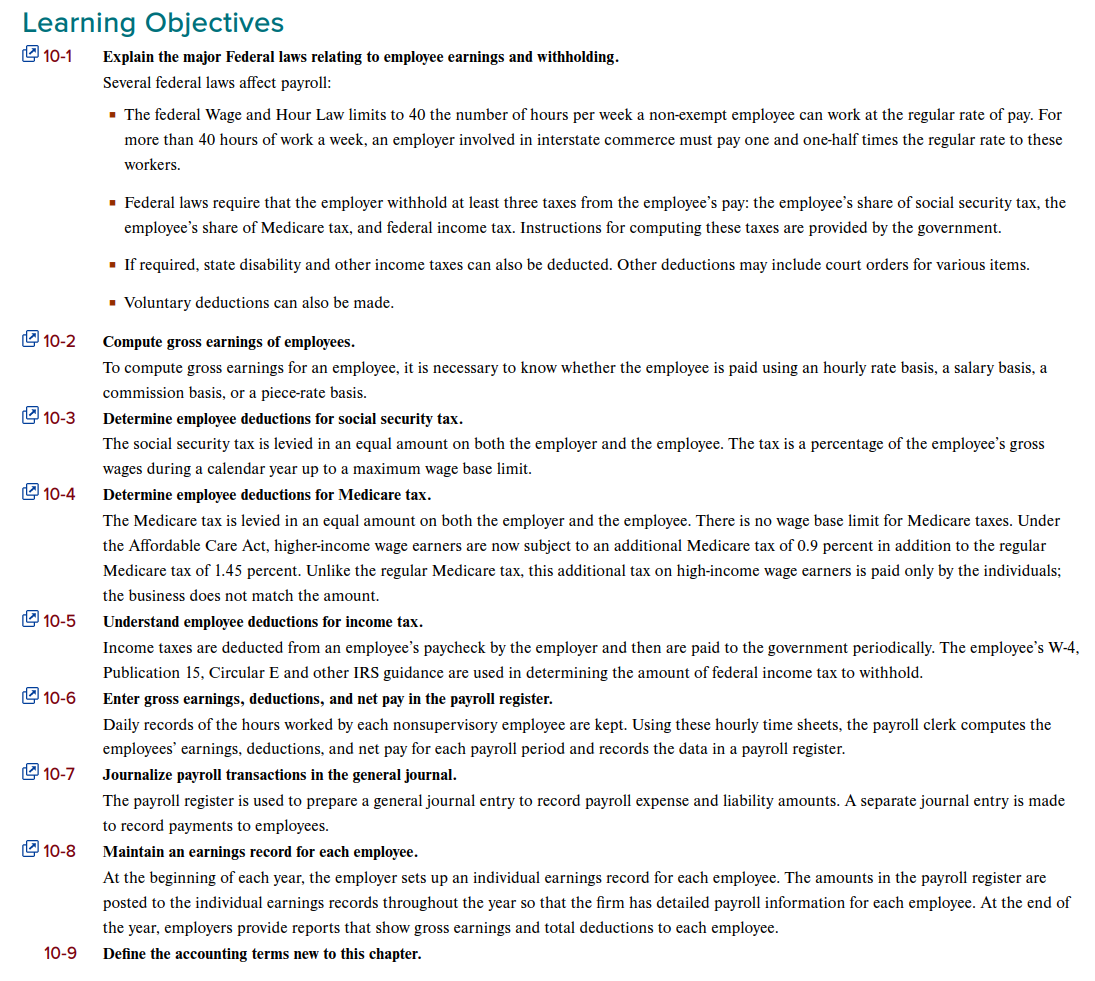 Learning Objectives
10-1 Explain the major Federal laws relating to employee earnings and withholding.
Several federal laws affect payroll:
▪ The federal Wage and Hour Law limits to 40 the number of hours per week a non-exempt employee can work at the regular rate of pay. For
more than 40 hours of work a week, an employer involved in interstate commerce must pay one and one-half times the regular rate to these
workers.
▪ Federal laws require that the employer withhold at least three taxes from the employee’s pay: the employee’s share of social security tax, the
employee’s share of Medicare tax, and federal income tax. Instructions for computing these taxes are provided by the government.
▪ If required, state disability and other income taxes can also be deducted. Other deductions may include court orders for various items.
▪ Voluntary deductions can also be made.
10-2 Compute gross earnings of employees.
To compute gross earnings for an employee, it is necessary to know whether the employee is paid using an hourly rate basis, a salary basis, a
commission basis, or a piece-rate basis.
10-3 Determine employee deductions for social security tax.
The social security tax is levied in an equal amount on both the employer and the employee. The tax is a percentage of the employee’s gross
wages during a calendar year up to a maximum wage base limit.
10-4 Determine employee deductions for Medicare tax.
The Medicare tax is levied in an equal amount on both the employer and the employee. There is no wage base limit for Medicare taxes. Under
the Affordable Care Act, higher-income wage earners are now subject to an additional Medicare tax of 0.9 percent in addition to the regular
Medicare tax of 1.45 percent. Unlike the regular Medicare tax, this additional tax on high-income wage earners is paid only by the individuals;
the business does not match the amount.
10-5 Understand employee deductions for income tax.
Income taxes are deducted from an employee’s paycheck by the employer and then are paid to the government periodically. The employee’s W-4,
Publication 15, Circular E and other IRS guidance are used in determining the amount of federal income tax to withhold.
10-6 Enter gross earnings, deductions, and net pay in the payroll register.
Daily records of the hours worked by each nonsupervisory employee are kept. Using these hourly time sheets, the payroll clerk computes the
employees’ earnings, deductions, and net pay for each payroll period and records the data in a payroll register.
10-7 Journalize payroll transactions in the general journal.
The payroll register is used to prepare a general journal entry to record payroll expense and liability amounts. A separate journal entry is made
to record payments to employees.
10-8 Maintain an earnings record for each employee.
At the beginning of each year, the employer sets up an individual earnings record for each employee. The amounts in the payroll register are
posted to the individual earnings records throughout the year so that the firm has detailed payroll information for each employee. At the end of
the year, employers provide reports that show gross earnings and total deductions to each employee.
10-9 Define the accounting terms new to this chapter.